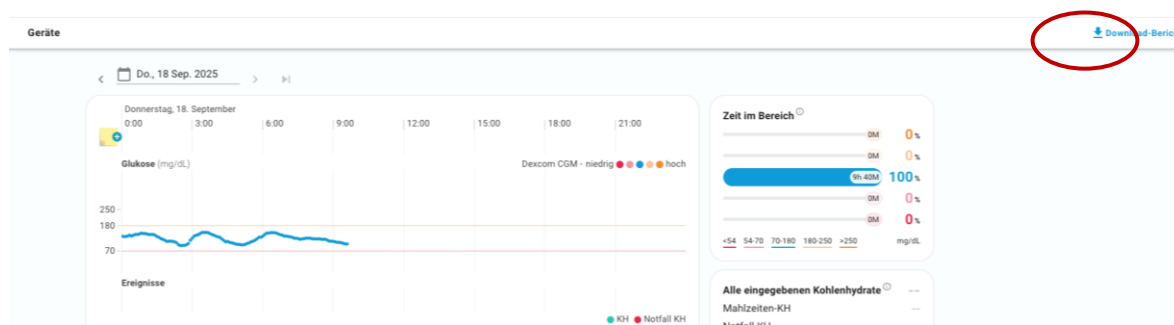 Geräte
Download-Beric
Do., 18 Sep. 2025
Donnerstag, 18. September
0:00 3:00 6:00 9:00 12:00 15:00 18:00 21:00
Glukose (mg/dL)
Dexcom CGM - niedrig hoch
250
180
70
Ereignisse
KH Notfall KH
Zeit im Bereich
0M 0%
0M 0%
9h 40M 100%
0M 0%
0M 0%
<54 54-70 70-180 180-250 >250 mg/dL
Alle eingegebenen Kohlenhydrate --
Mahlzeiten-KH --
Notfall KH